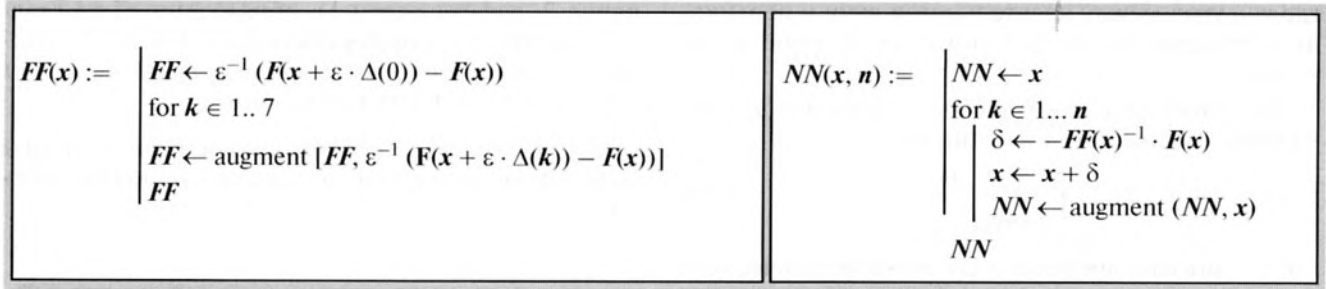 FF(x) := FF ← ε⁻¹ (F(x + ε · Δ(0)) − F(x))
for k ∈ 1.. 7
FF ← augment [FF, ε⁻¹ (F(x + ε · Δ(k)) − F(x))]
FF
NN(x, n) := NN ← x
for k ∈ 1... n
δ ← −FF(x)⁻¹ · F(x)
x ← x + δ
NN ← augment (NN, x)
NN